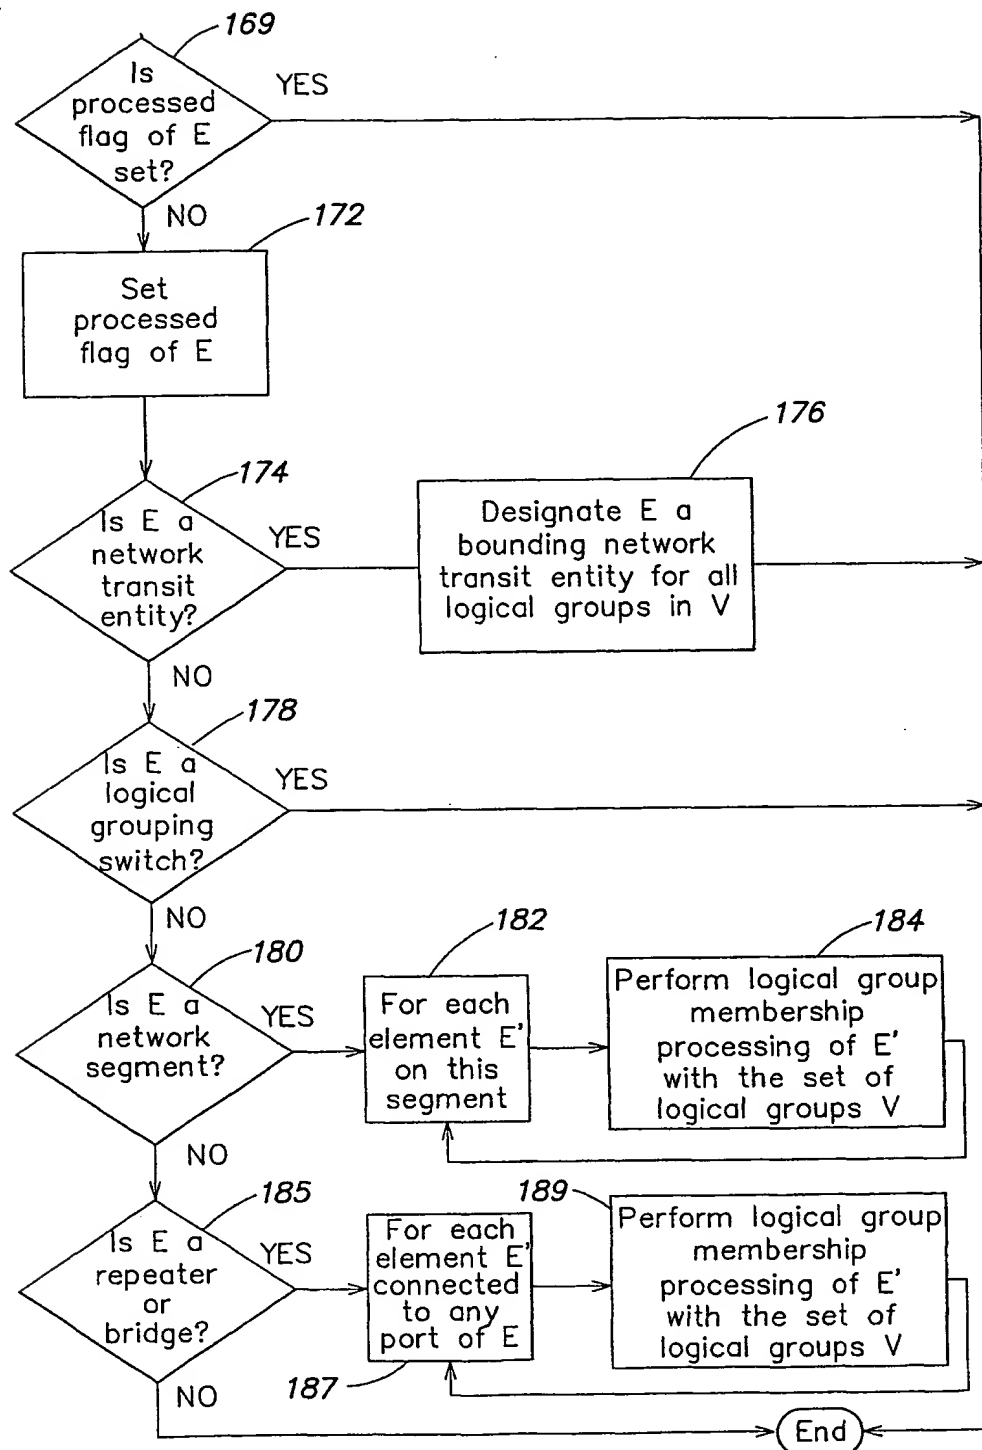 169
Is
processed
flag of E
set?
YES
NO
172
Set
processed
flag of E
174
Is E a
network
transit
entity?
YES
176
Designate E a
bounding network
transit entity for all
logical groups in V
NO
178
Is E a
logical
grouping
switch?
YES
NO
180
Is E a
network
segment?
YES
182
For each
element E'
on this
segment
184
Perform logical group
membership
processing of E'
with the set of
logical groups V
NO
185
Is E a
repeater
or
bridge?
YES
For each
element E'
connected
to any
port of E
187
189
Perform logical group
membership
processing of E'
with the set of
logical groups V
NO
End